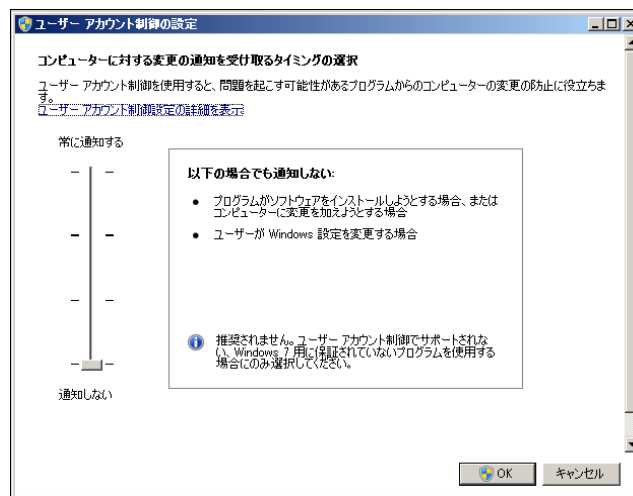 ユーザー アカウント制御の設定
コンピューターに対する変更の通知を受け取るタイミングの選択
ユーザー アカウント制御を使用すると、問題を起こす可能性があるプログラムからのコンピューターの変更の防止に役立ちま
す。
ユーザー アカウント制御設定の詳細を表示
常に通知する
以下の場合でも通知しない:
● プログラムがソフトウェアをインストールしようとする場合、または
コンピューターに変更を加えようとする場合
● ユーザーが Windows 設定を変更する場合
推奨されません。ユーザー アカウント制御でサポートされな
い、Windows 7 用に保証されていないプログラムを使用する
場合にのみ選択してください。
通知しない
OK
キャンセル